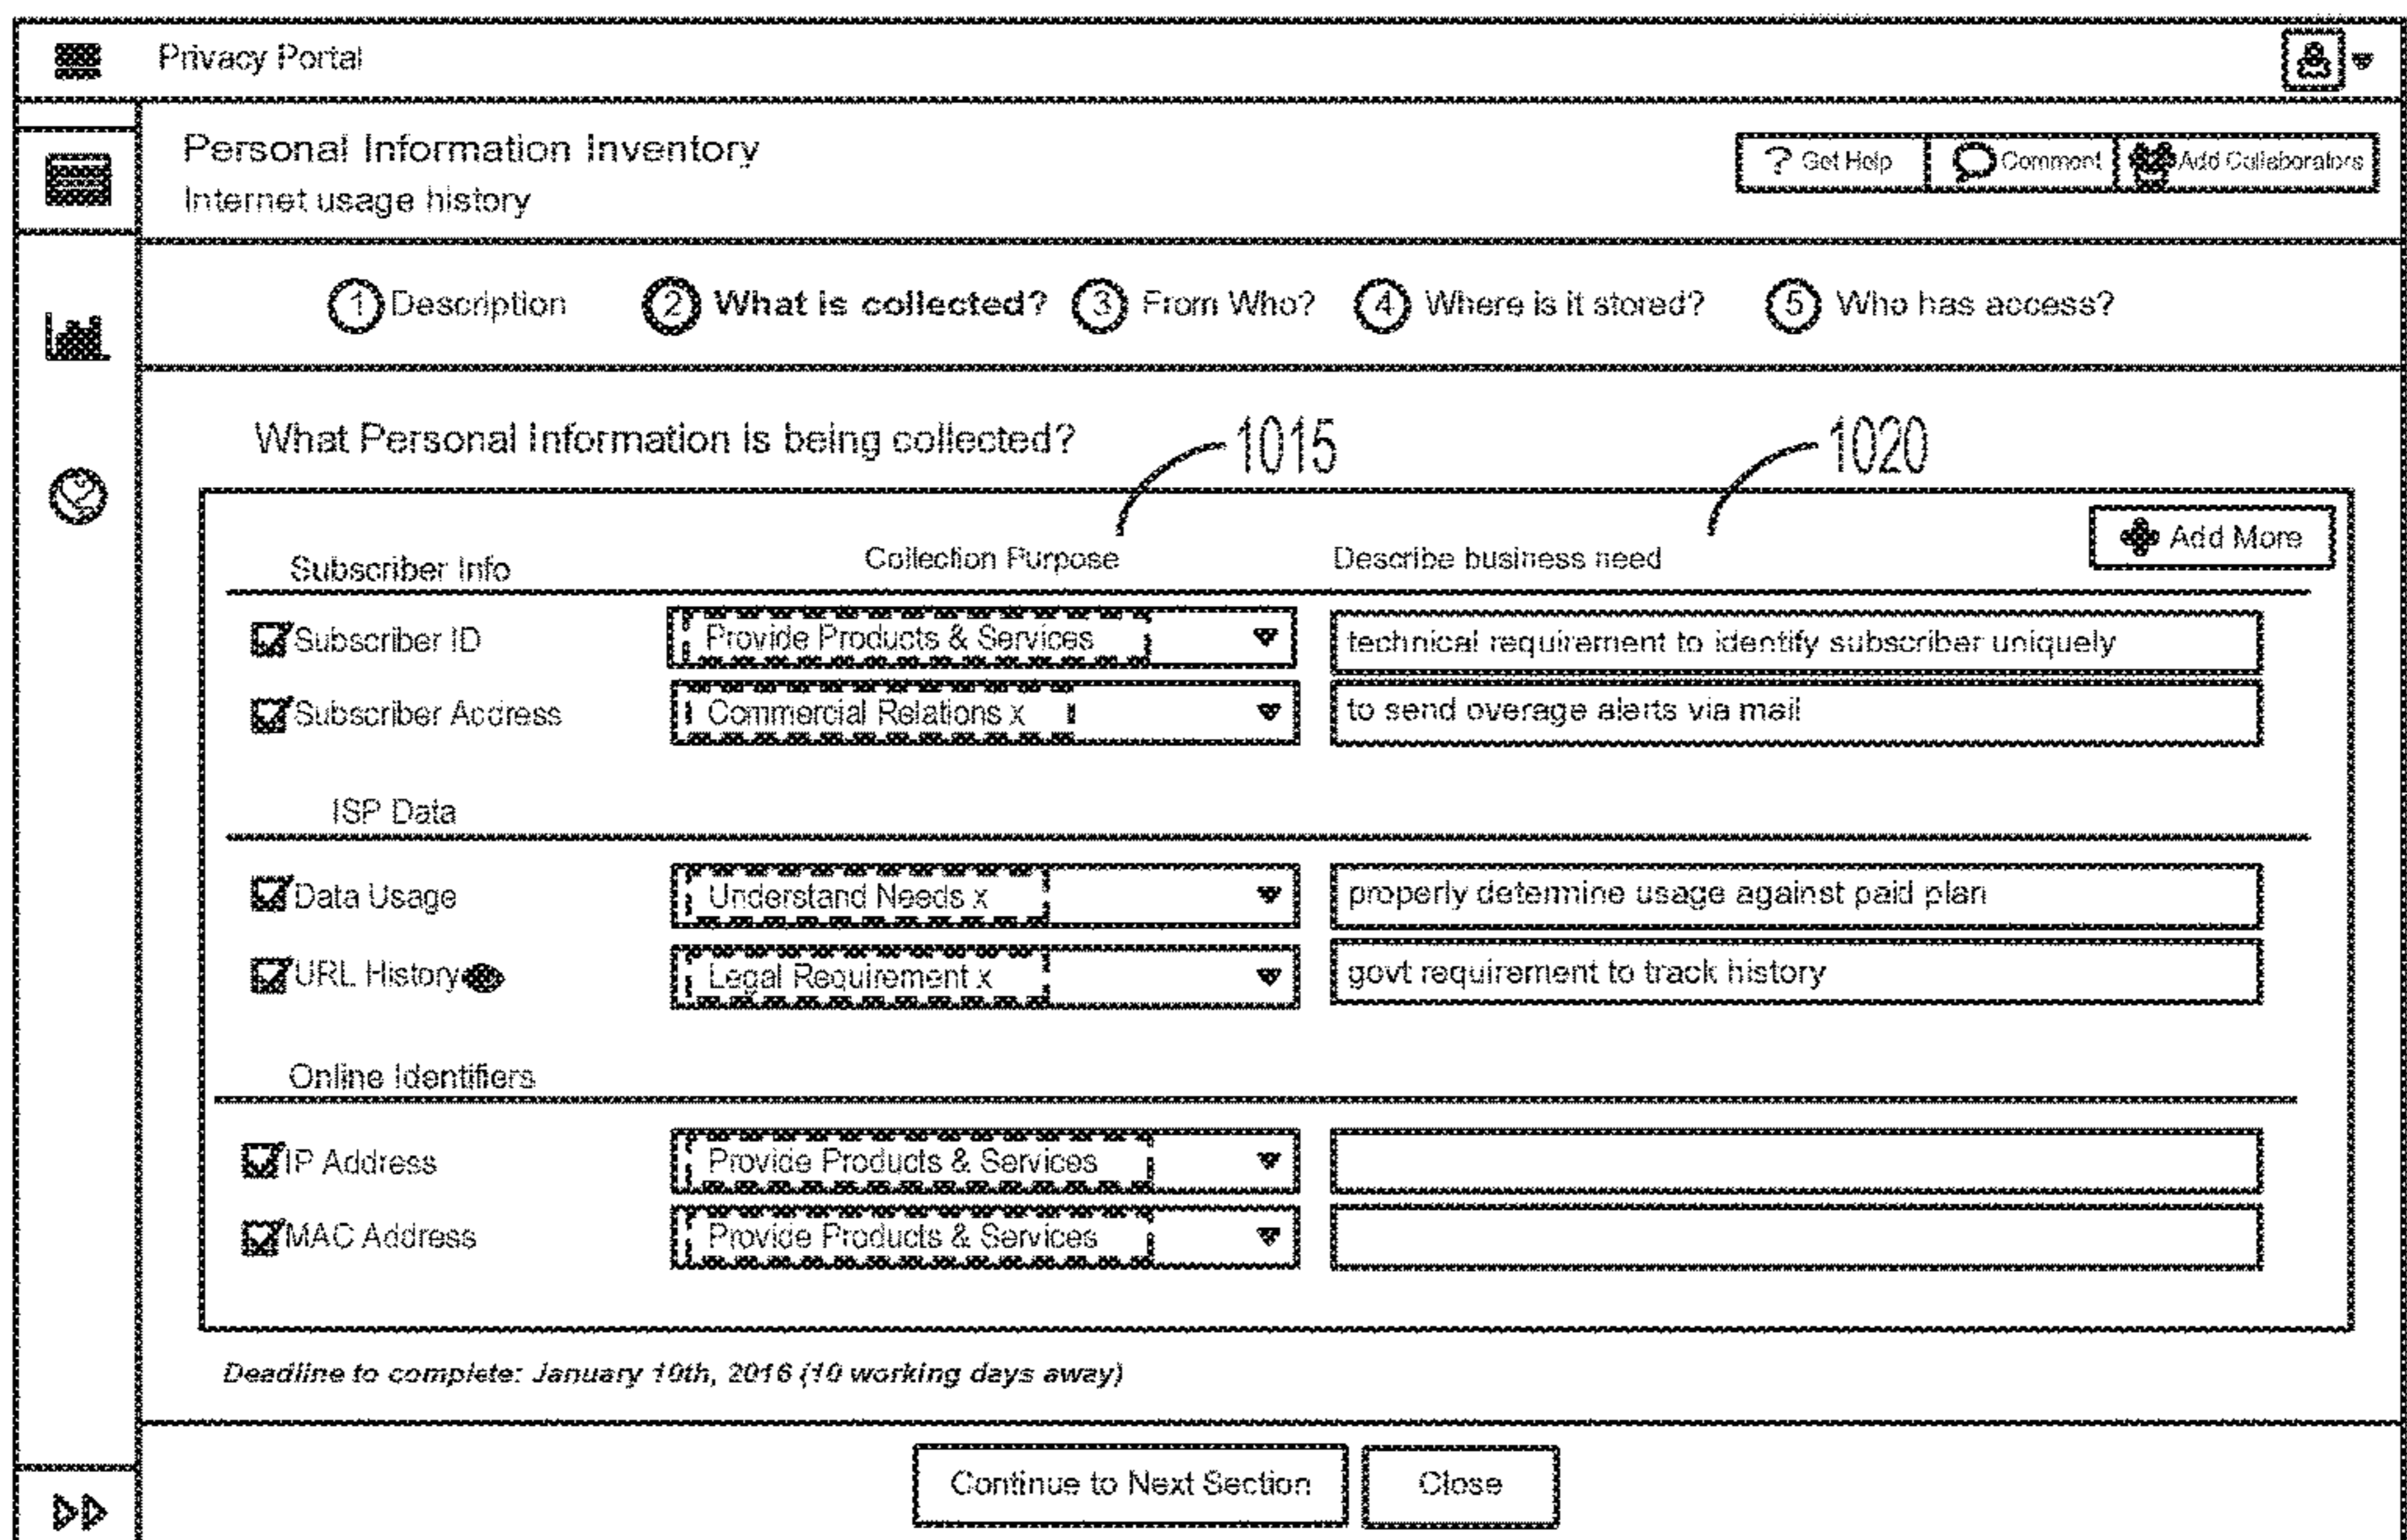 Privacy Portal
Personal Information Inventory
Internet usage history
? Get Help Comment Add Collaborators
1 Description 2 What is collected? 3 From Who? 4 Where is it stored? 5 Who has access?
What Personal Information is being collected? 1015 1020
Add More
Subscriber Info Collection Purpose Describe business need
Subscriber ID Provide Products & Services technical requirement to identify subscriber uniquely
Subscriber Address Commercial Relations x to send overage alerts via mail
ISP Data
Data Usage Understand Needs x properly determine usage against paid plan
URL History Legal Requirement x govt requirement to track history
Online Identifiers
IP Address Provide Products & Services
MAC Address Provide Products & Services
Deadline to complete: January 10th, 2016 (10 working days away)
Continue to Next Section Close